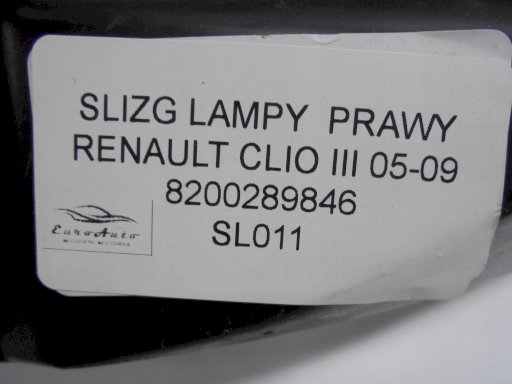 SLIZG LAMPY PRAWY
RENAULT CLIO III 05-09
8200289846
SL011
EuroAuto